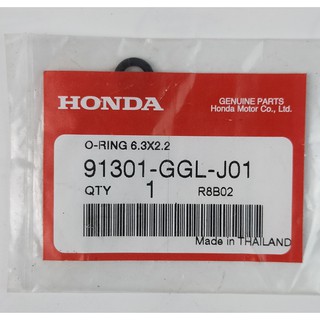 HONDA
GENUINE PARTS
Honda Motor Co., Ltd.
O-RING 6.3X2.2
91301-GGL-J01
QTY 1 R8B02
Made in THAILAND